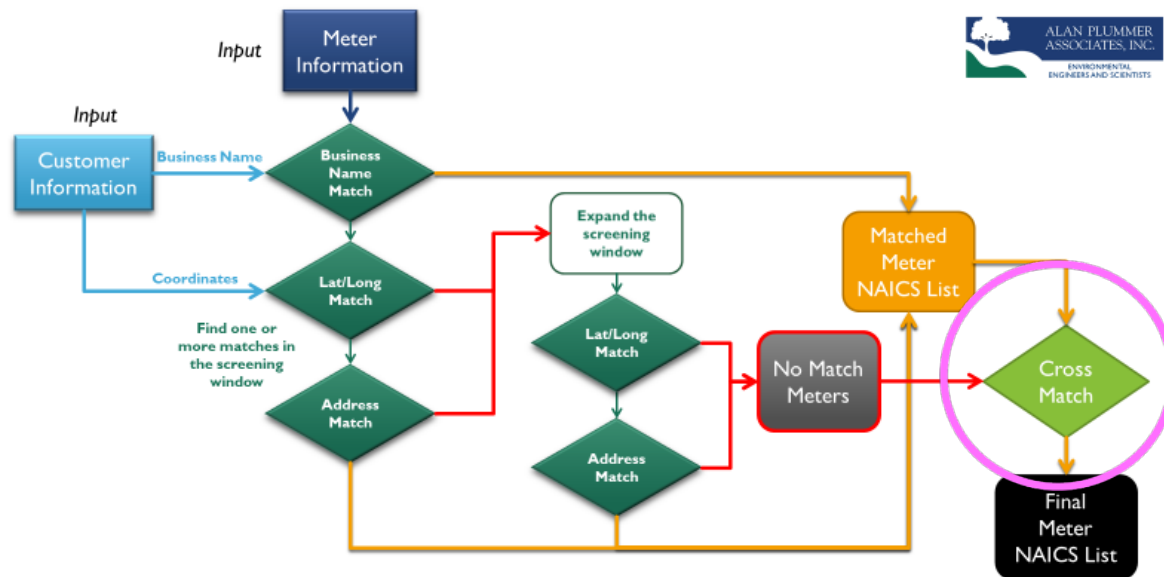 Input
Meter
Information
ALAN PLUMMER
ASSOCIATES, INC.
ENVIRONMENTAL
ENGINEERS AND SCIENTISTS
Input
Customer
Information
Business Name
Business
Name
Match
Coordinates
Lat/Long
Match
Find one or
more matches in
the screening
window
Address
Match
Expand the
screening
window
Lat/Long
Match
Address
Match
No Match
Meters
Matched
Meter
NAICS List
Cross
Match
Final
Meter
NAICS List